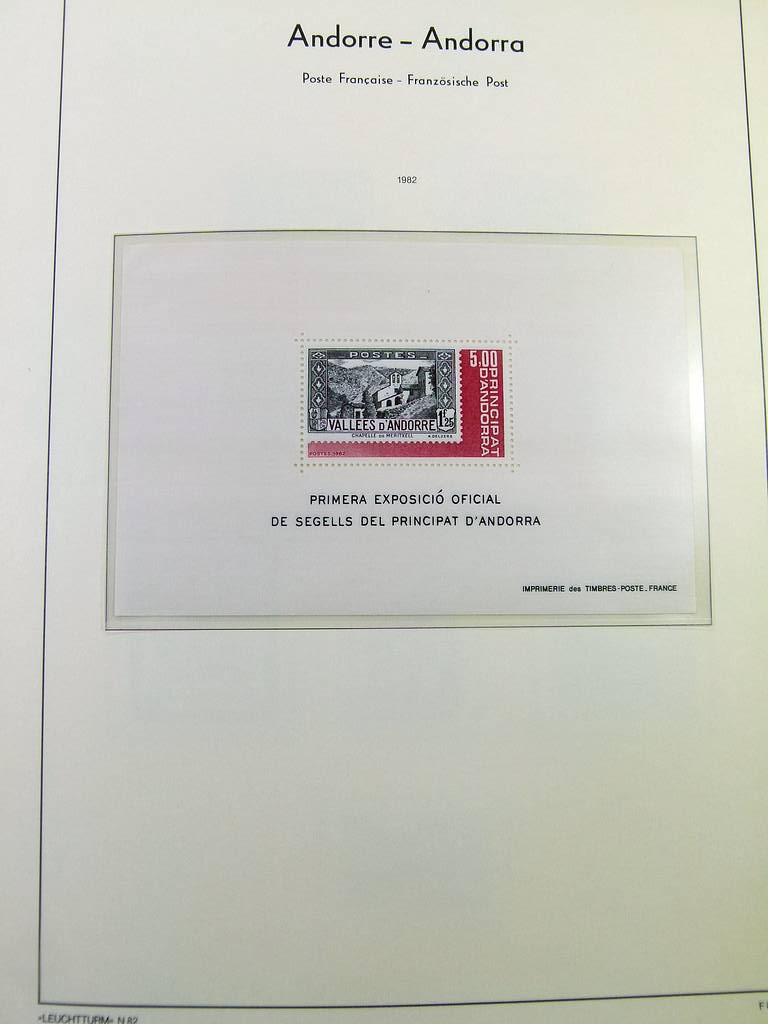 Andorre – Andorra
Poste Française – Französische Post
1982
POSTES
5,00
PRINCIPAT
D'ANDORRA
VALLÉES D'ANDORRE
1F25
CHAPELLE DE MERITXELL
A.DELZERS
POSTES 1982
PRIMERA EXPOSICIÓ OFICIAL
DE SEGELLS DEL PRINCIPAT D'ANDORRA
IMPRIMERIE des TIMBRES-POSTE. FRANCE
»LEUCHTTURM« N 82